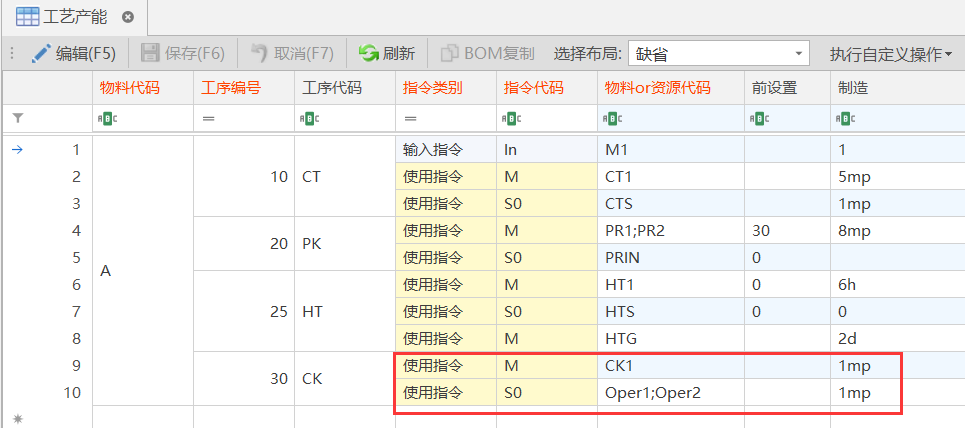 工艺产能
编辑(F5) 保存(F6) 取消(F7) 刷新 BOM复制 选择布局: 缺省 执行自定义操作
物料代码 工序编号 工序代码 指令类别 指令代码 物料or资源代码 前设置 制造
ABC = ABC = ABC ABC ABC ABC
1 输入指令 In M1 1
2 10 CT 使用指令 M CT1 5mp
3 使用指令 S0 CTS 1mp
4 使用指令 M PR1;PR2 30 8mp
20 PK
5 使用指令 S0 PRIN 0
A
6 使用指令 M HT1 0 6h
7 25 HT 使用指令 S0 HTS 0 0
8 使用指令 M HTG 2d
9 使用指令 M CK1 1mp
30 CK
10 使用指令 S0 Oper1;Oper2 1mp